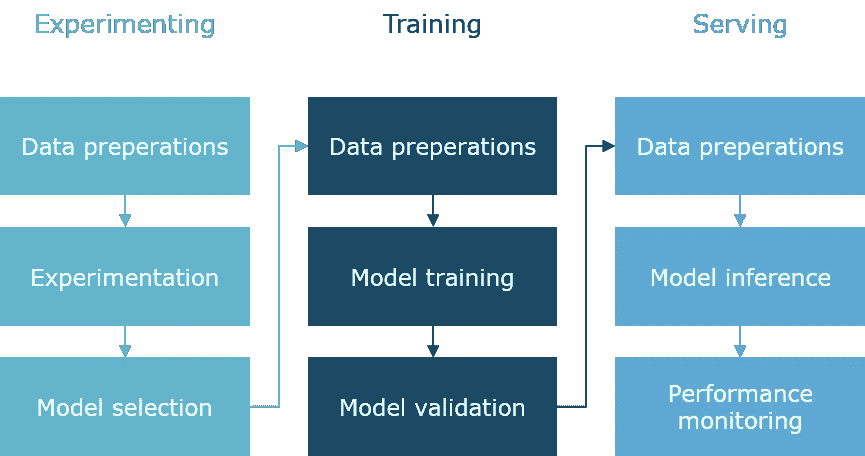 Experimenting
Training
Serving
Data preperations
Data preperations
Data preperations
Experimentation
Model training
Model inference
Model selection
Model validation
Performance
monitoring